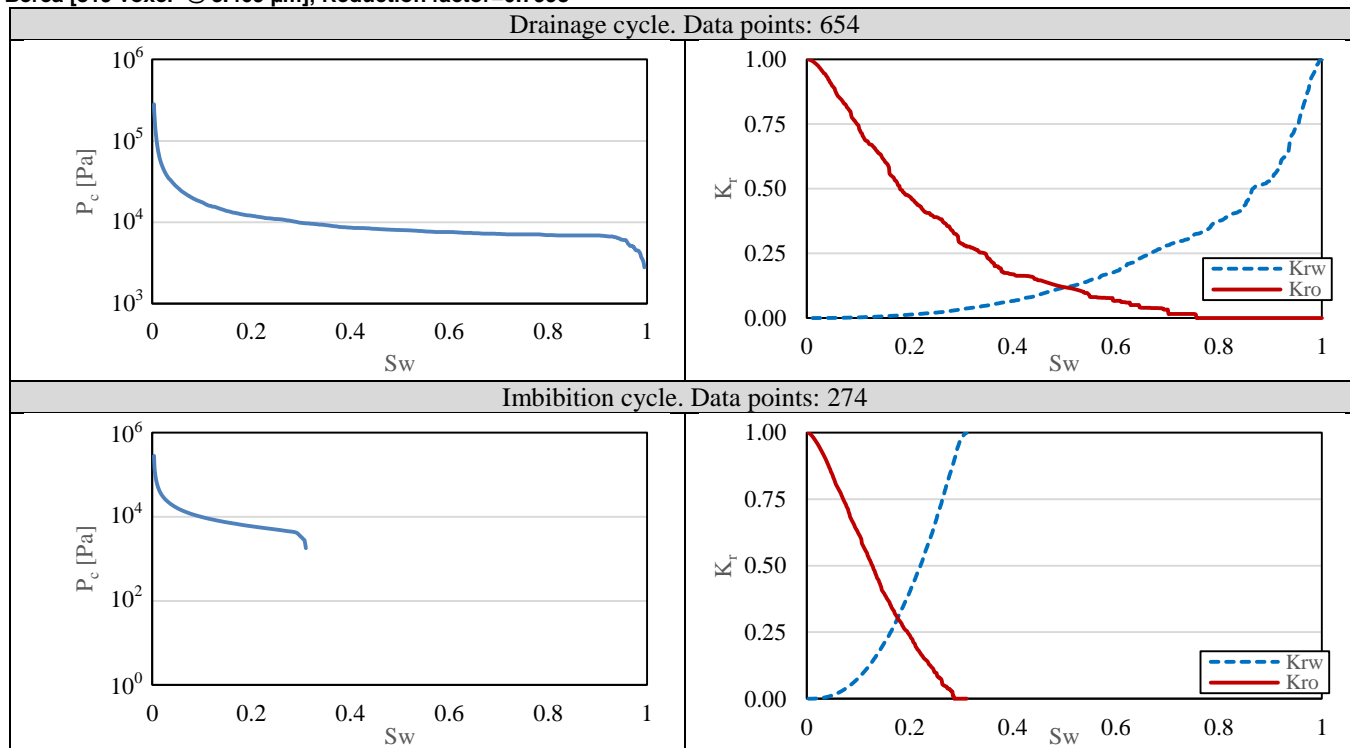 Drainage cycle. Data points: 654
10^6
10^5
10^4
10^3
P_c [Pa]
0 0.2 0.4 0.6 0.8 1
Sw
1.00
0.75
0.50
0.25
0.00
K_r
Krw
Kro
0 0.2 0.4 0.6 0.8 1
Sw
Imbibition cycle. Data points: 274
10^6
10^4
10^2
10^0
P_c [Pa]
0 0.2 0.4 0.6 0.8 1
Sw
1.00
0.75
0.50
0.25
0.00
K_r
Krw
Kro
0 0.2 0.4 0.6 0.8 1
Sw